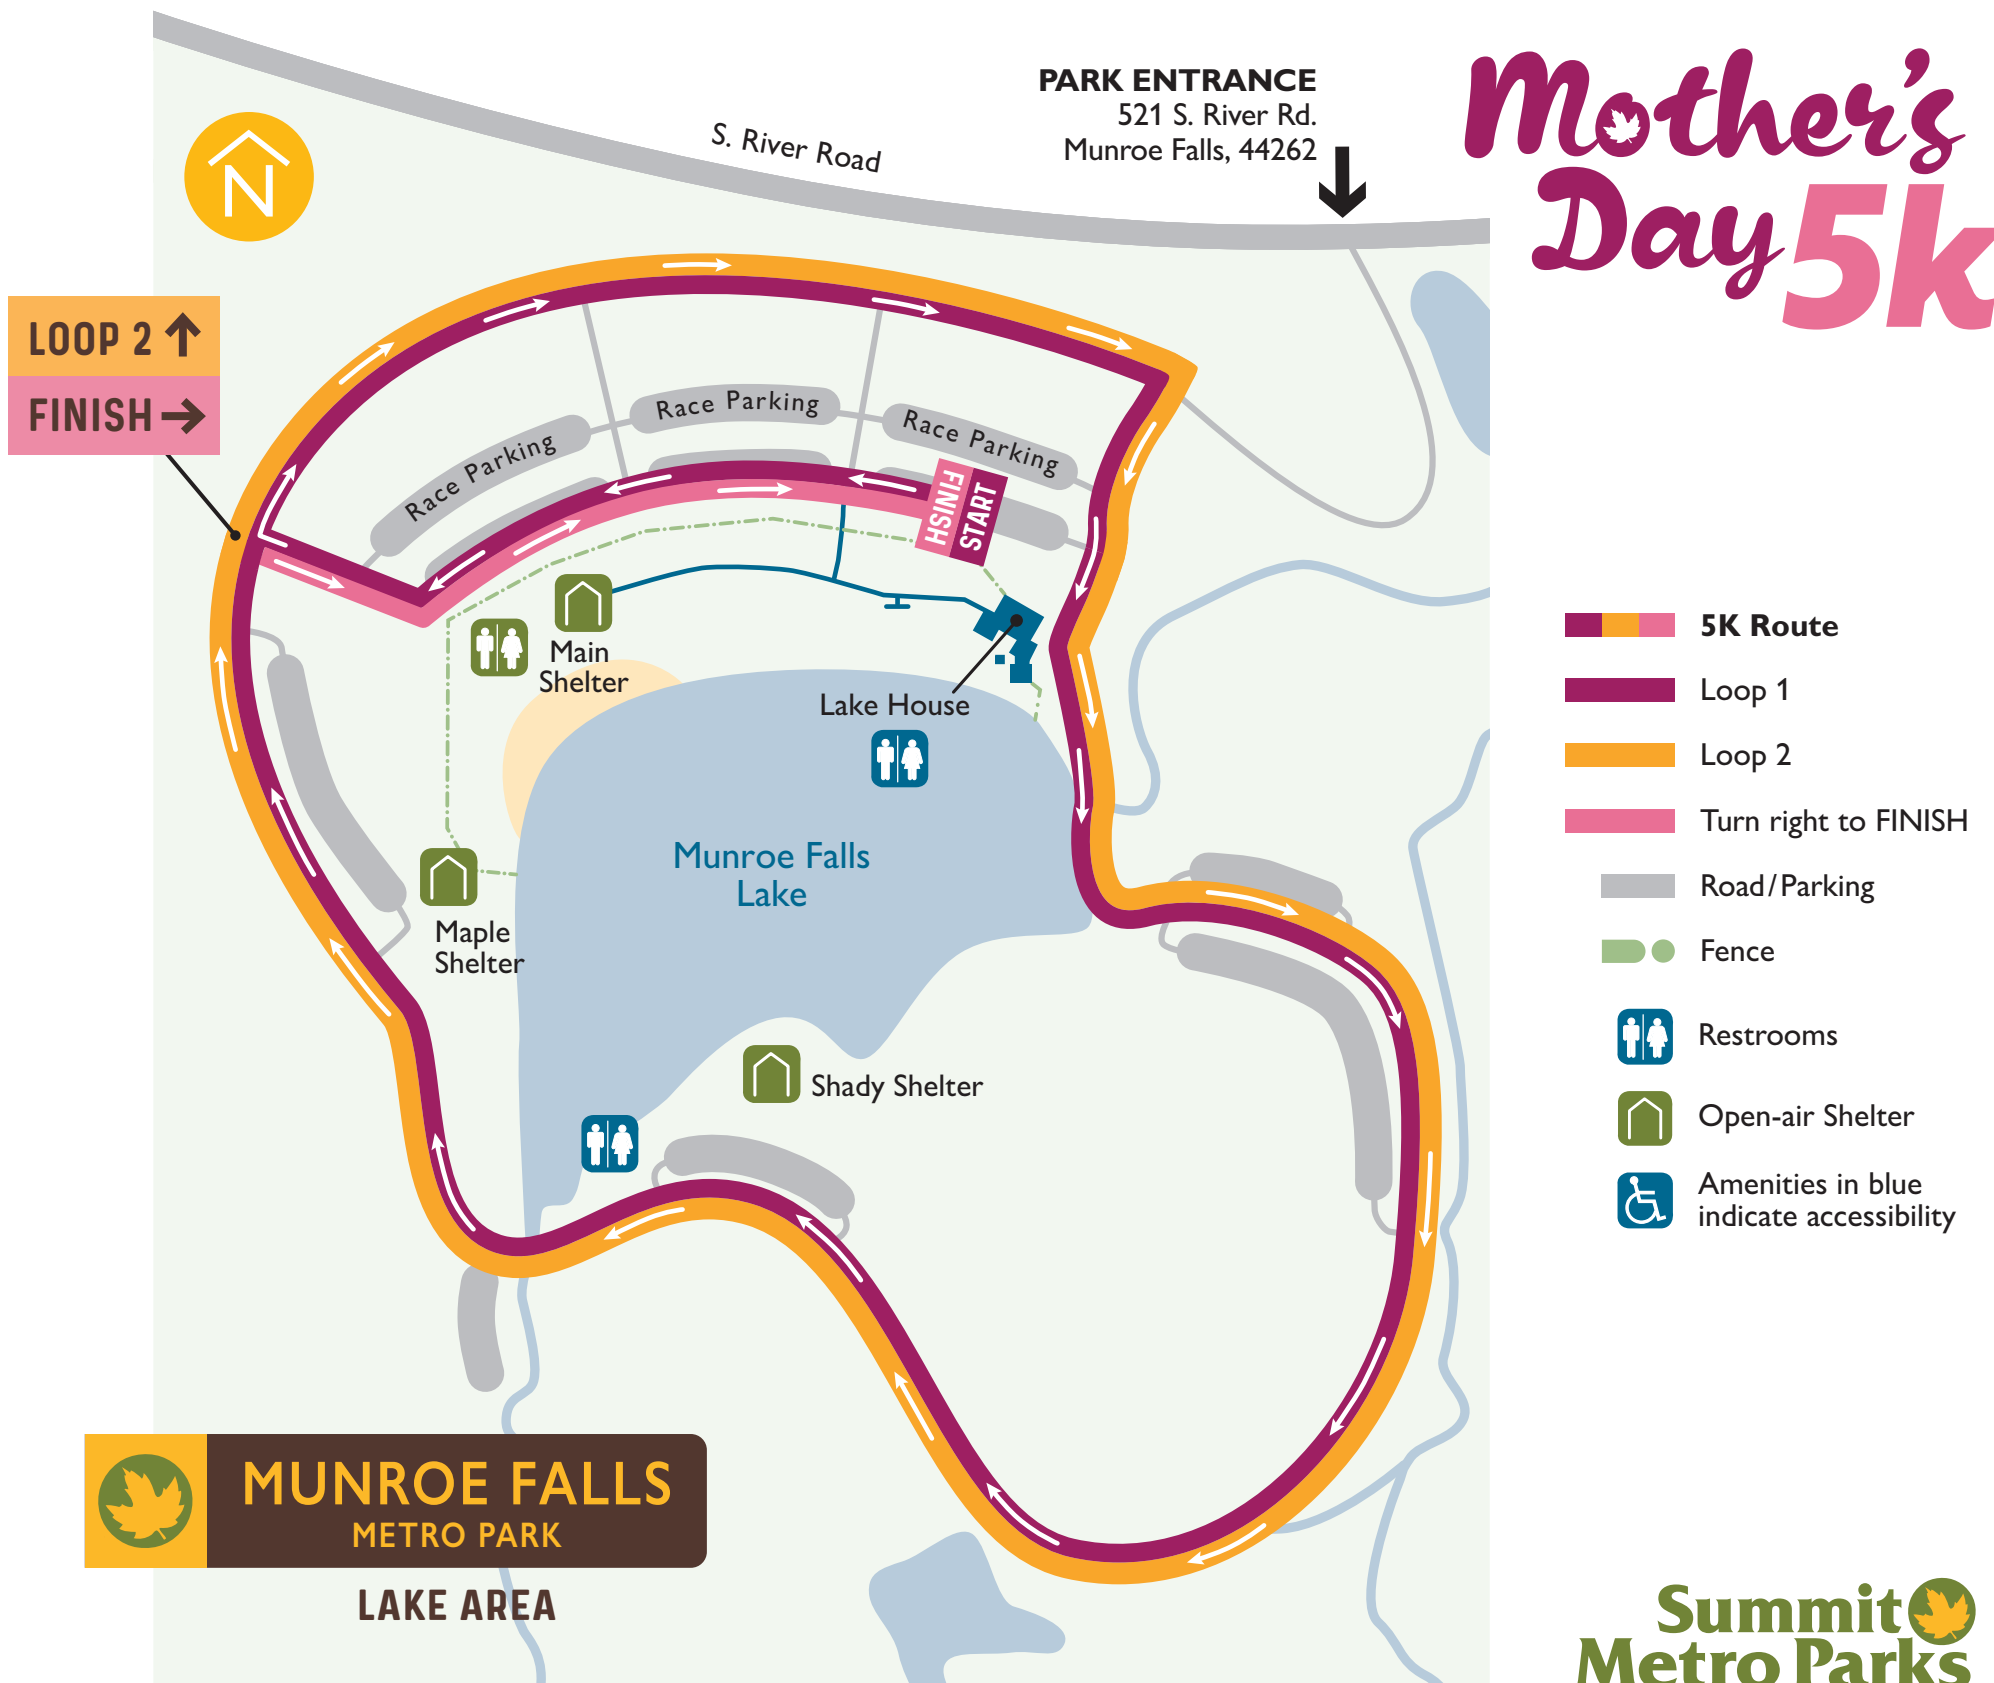 Mother's
Day 5k
PARK ENTRANCE
521 S. River Rd.
Munroe Falls, 44262
S. River Road
N
LOOP 2
FINISH
Race Parking
Race Parking
Race Parking
FINISH
START
Main
Shelter
Lake House
Munroe Falls
Lake
Maple
Shelter
Shady Shelter
5K Route
Loop 1
Loop 2
Turn right to FINISH
Road/Parking
Fence
Restrooms
Open-air Shelter
Amenities in blue
indicate accessibility
MUNROE FALLS
METRO PARK
LAKE AREA
Summit
Metro Parks